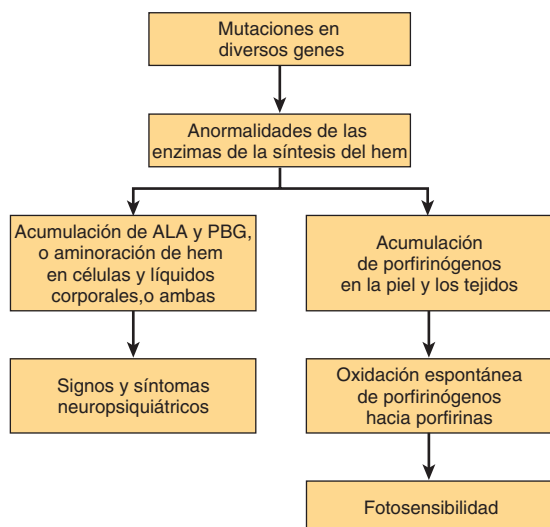 Mutaciones en
diversos genes
Anormalidades de las
enzimas de la síntesis del hem
Acumulación de ALA y PBG,
o aminoración de hem
en células y líquidos
corporales,o ambas
Acumulación
de porfirinógenos
en la piel y los tejidos
Signos y síntomas
neuropsiquiátricos
Oxidación espontánea
de porfirinógenos
hacia porfirinas
Fotosensibilidad